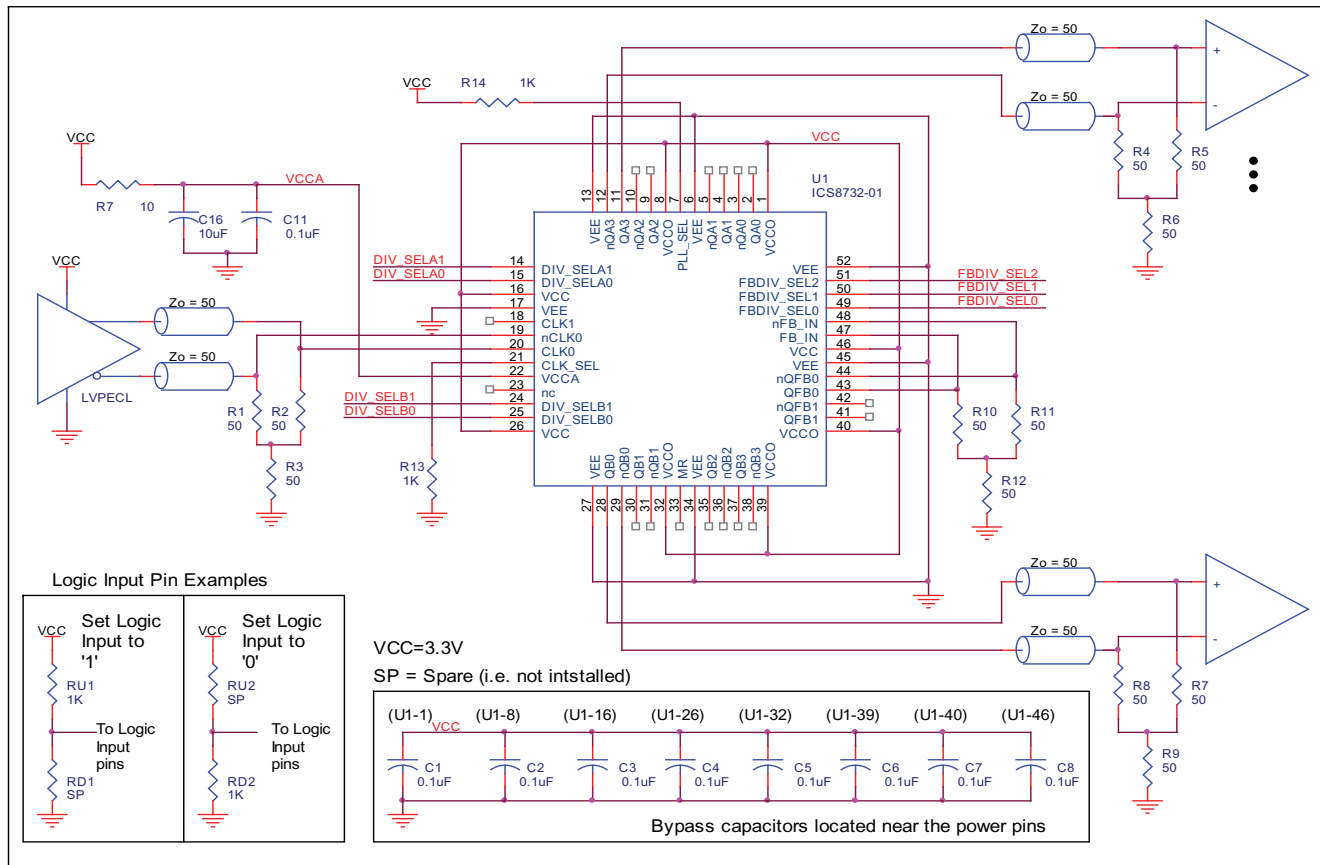 Zo = 50
+
-
Zo = 50
R4
50
R5
50
R6
50
VCC
R14
1K
VCC
R7
10
VCCA
C16
10uF
C11
0.1uF
VCC
U1
ICS8732-01
13
12
11
10
9
8
7
6
5
4
3
2
1
VEE
nQA3
QA3
nQA2
QA2
VCCO
PLL_SEL
VEE
nQA1
QA1
nQA0
QA0
VCCO
DIV_SELA1
DIV_SELA0
14
15
16
17
18
19
20
21
22
23
24
25
26
DIV_SELA1
DIV_SELA0
VCC
VEE
CLK1
nCLK0
CLK0
CLK_SEL
VCCA
nc
DIV_SELB1
DIV_SELB0
VCC
VEE
FBDIV_SEL2
FBDIV_SEL1
FBDIV_SEL0
nFB_IN
FB_IN
VCC
VEE
nQFB0
QFB0
nQFB1
QFB1
VCCO
52
51
50
49
48
47
46
45
44
43
42
41
40
FBDIV_SEL2
FBDIV_SEL1
FBDIV_SEL0
VCC
Zo = 50
Zo = 50
LVPECL
R1
50
R2
50
R3
50
DIV_SELB1
DIV_SELB0
R13
1K
VEE
QB0
nQB0
QB1
nQB1
VCCO
MR
VEE
QB2
nQB2
QB3
nQB3
VCCO
27
28
29
30
31
32
33
34
35
36
37
38
39
R10
50
R11
50
R12
50
Zo = 50
+
-
Zo = 50
R8
50
R7
50
R9
50
Logic Input Pin Examples
Set Logic
Input to
'1'
VCC
RU1
1K
To Logic
Input
pins
RD1
SP
Set Logic
Input to
'0'
VCC
RU2
SP
To Logic
Input
pins
RD2
1K
VCC=3.3V
SP = Spare (i.e. not intstalled)
(U1-1)
(U1-8)
(U1-16)
(U1-26)
(U1-32)
(U1-39)
(U1-40)
(U1-46)
VCC
C1
0.1uF
C2
0.1uF
C3
0.1uF
C4
0.1uF
C5
0.1uF
C6
0.1uF
C7
0.1uF
C8
0.1uF
Bypass capacitors located near the power pins